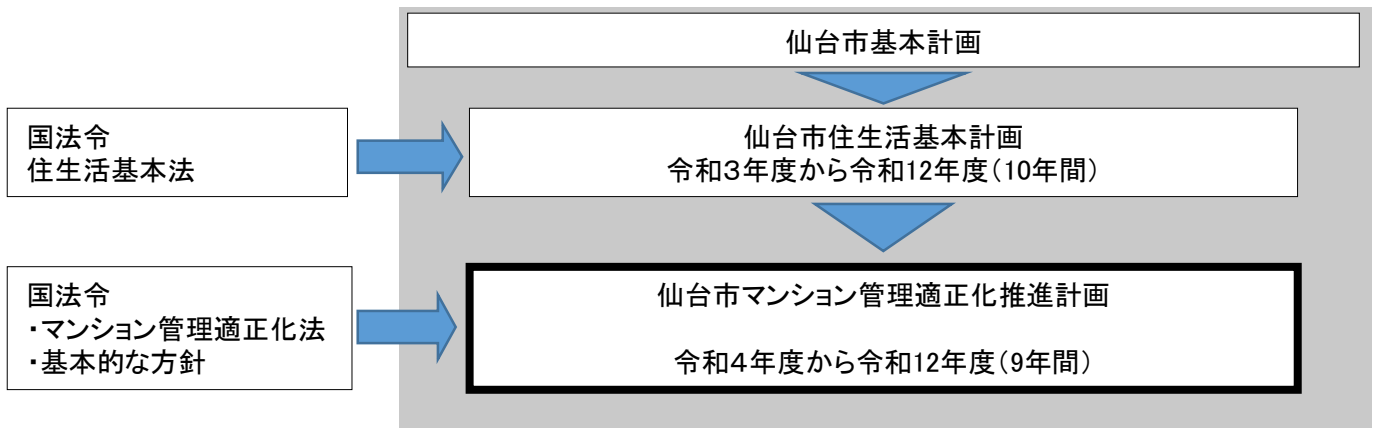 仙台市基本計画
国法令
住生活基本法
仙台市住生活基本計画
令和３年度から令和12年度（10年間）
国法令
・マンション管理適正化法
・基本的な方針
仙台市マンション管理適正化推進計画
令和４年度から令和12年度（9年間）